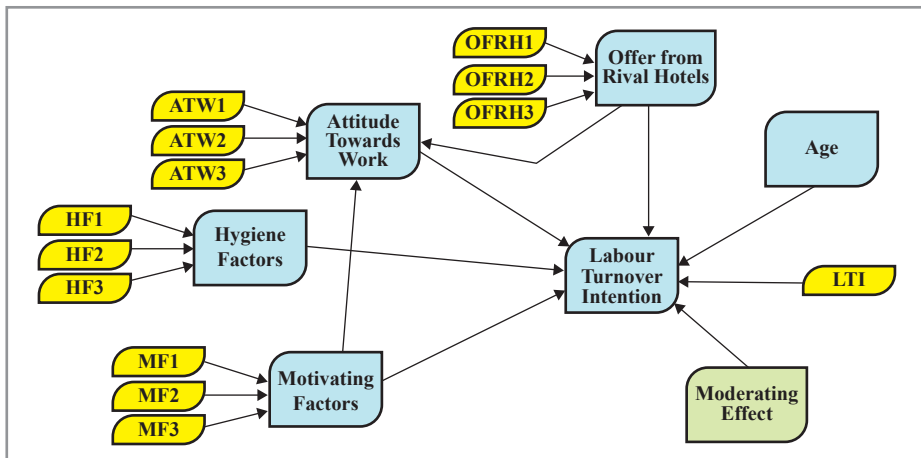 OFRH1
OFRH2
OFRH3
Offer from
Rival Hotels
ATW1
ATW2
ATW3
Attitude
Towards
Work
Age
HF1
HF2
HF3
Hygiene
Factors
Labour
Turnover
Intention
LTI
MF1
MF2
MF3
Motivating
Factors
Moderating
Effect